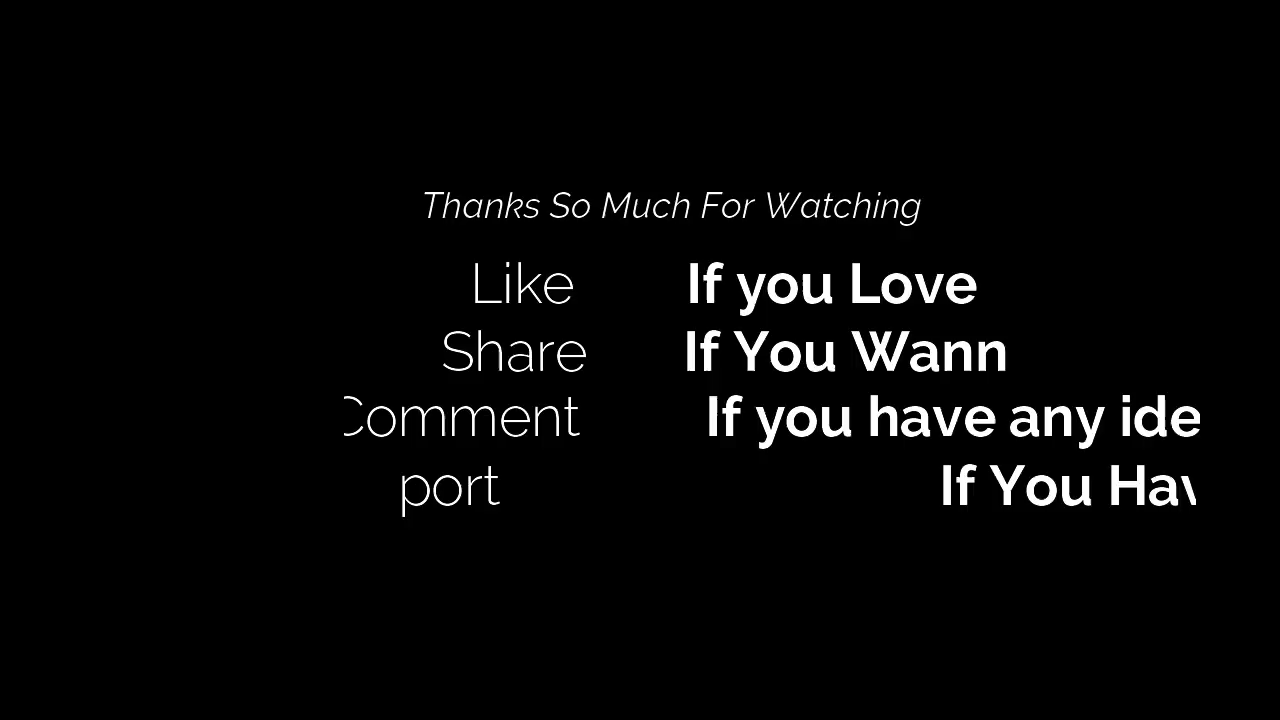 Thanks So Much For Watching
Like If you Love
Share If You Wann
Comment If you have any ide
port If You Hav